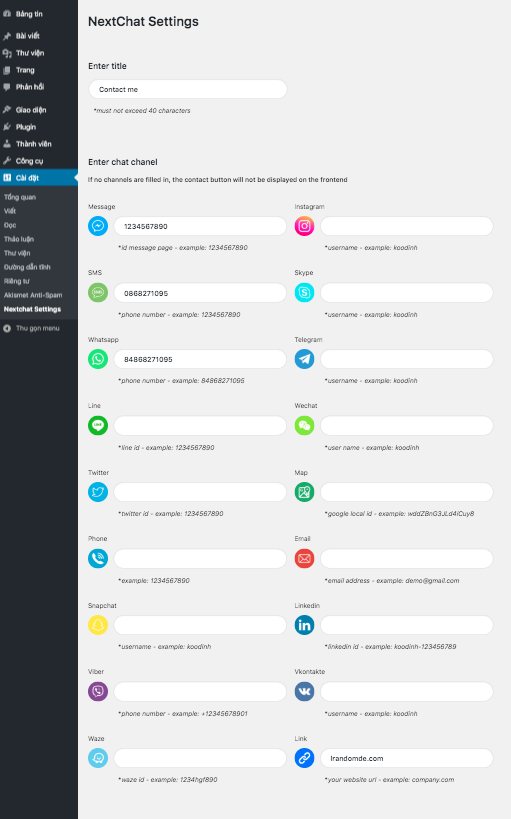 Bảng tin
Bài viết
Thư viện
Trang
Phản hồi
Giao diện
Plugin
Thành viên
Công cụ
Cài đặt
Tổng quan
Viết
Đọc
Thảo luận
Thư viện
Đường dẫn tĩnh
Riêng tư
Akismet Anti-Spam
Nextchat Settings
Thu gọn menu
NextChat Settings
Enter title
Contact me
*must not exceed 40 characters
Enter chat chanel
If no channels are filled in, the contact button will not be displayed on the frontend
Message
1234567890
*id message page - example: 1234567890
Instagram
*username - example: koodinh
SMS
0868271095
*phone number - example: 1234567890
Skype
*username - example: koodinh
Whatsapp
84868271095
*phone number - example: 84868271095
Telegram
*username - example: koodinh
Line
*line id - example: 1234567890
Wechat
*user name - example: koodinh
Twitter
*twitter id - example: 1234567890
Map
*google local id - example: wddZBnG3JLd4iCuy8
Phone
*example: 1234567890
Email
*email address - example: demo@gmail.com
Snapchat
*username - example: koodinh
Linkedin
*linkedin id - example: koodinh-123456789
Viber
*phone number - example: +12345678901
Vkontakte
*username - example: koodinh
Waze
*waze id - example: 1234hgf890
Link
lrandomde.com
*your website url - example: company.com